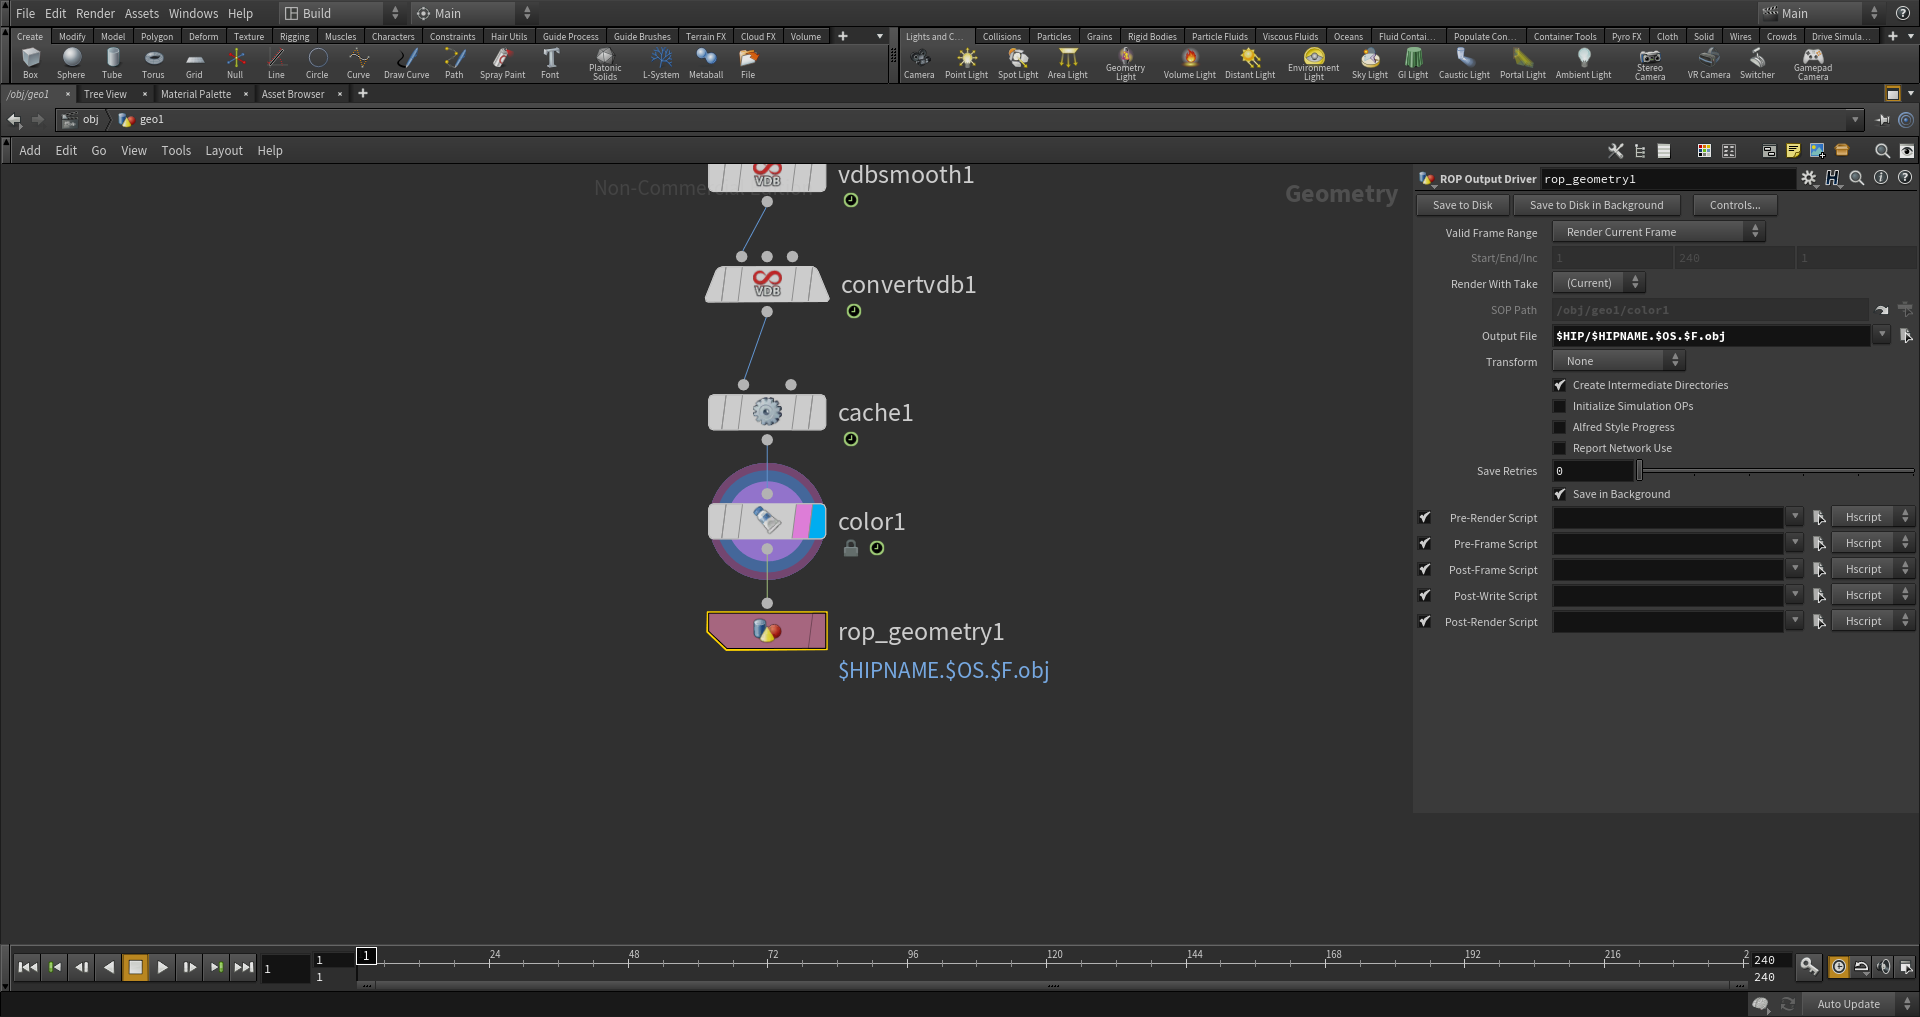 File Edit Render Assets Windows Help Build Main Main
Create Modify Model Polygon Deform Texture Rigging Muscles Characters Constraints Hair Utils Guide Process Guide Brushes Terrain FX Cloud FX Volume
Lights and C... Collisions Particles Grains Rigid Bodies Particle Fluids Viscous Fluids Oceans Fluid Contai... Populate Con... Container Tools Pyro FX Cloth Solid Wires Crowds Drive Simula...
Box Sphere Tube Torus Grid Null Line Circle Curve Draw Curve Path Spray Paint Font Platonic Solids L-System Metaball File
Camera Point Light Spot Light Area Light Geometry Light Volume Light Distant Light Environment Light Sky Light GI Light Caustic Light Portal Light Ambient Light Stereo Camera VR Camera Switcher Gamepad Camera
/obj/geo1 Tree View Material Palette Asset Browser
obj geo1
Add Edit Go View Tools Layout Help
Non-Commercial Edition
Geometry
VDB
vdbsmooth1
VDB
convertvdb1
cache1
color1
rop_geometry1
$HIPNAME.$OS.$F.obj
ROP Output Driver rop_geometry1
Save to Disk Save to Disk in Background Controls...
Valid Frame Range Render Current Frame
Start/End/Inc 1 240 1
Render With Take (Current)
SOP Path /obj/geo1/color1
Output File $HIP/$HIPNAME.$OS.$F.obj
Transform None
Create Intermediate Directories
Initialize Simulation OPs
Alfred Style Progress
Report Network Use
Save Retries 0
Save in Background
Pre-Render Script Hscript
Pre-Frame Script Hscript
Post-Frame Script Hscript
Post-Write Script Hscript
Post-Render Script Hscript
1 1 1 1 24 48 72 96 120 144 168 192 216 2 240 240
Auto Update